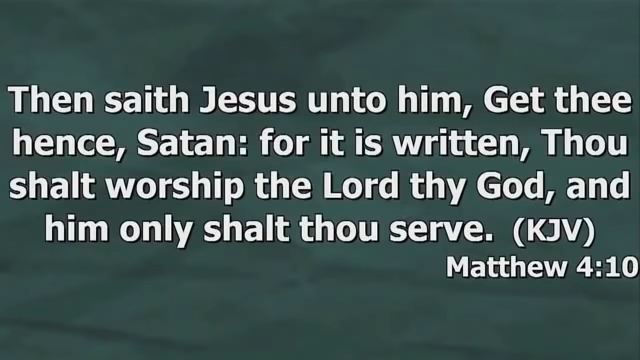 Then saith Jesus unto him, Get thee
hence, Satan: for it is written, Thou
shalt worship the Lord thy God, and
him only shalt thou serve. (KJV)
Matthew 4:10